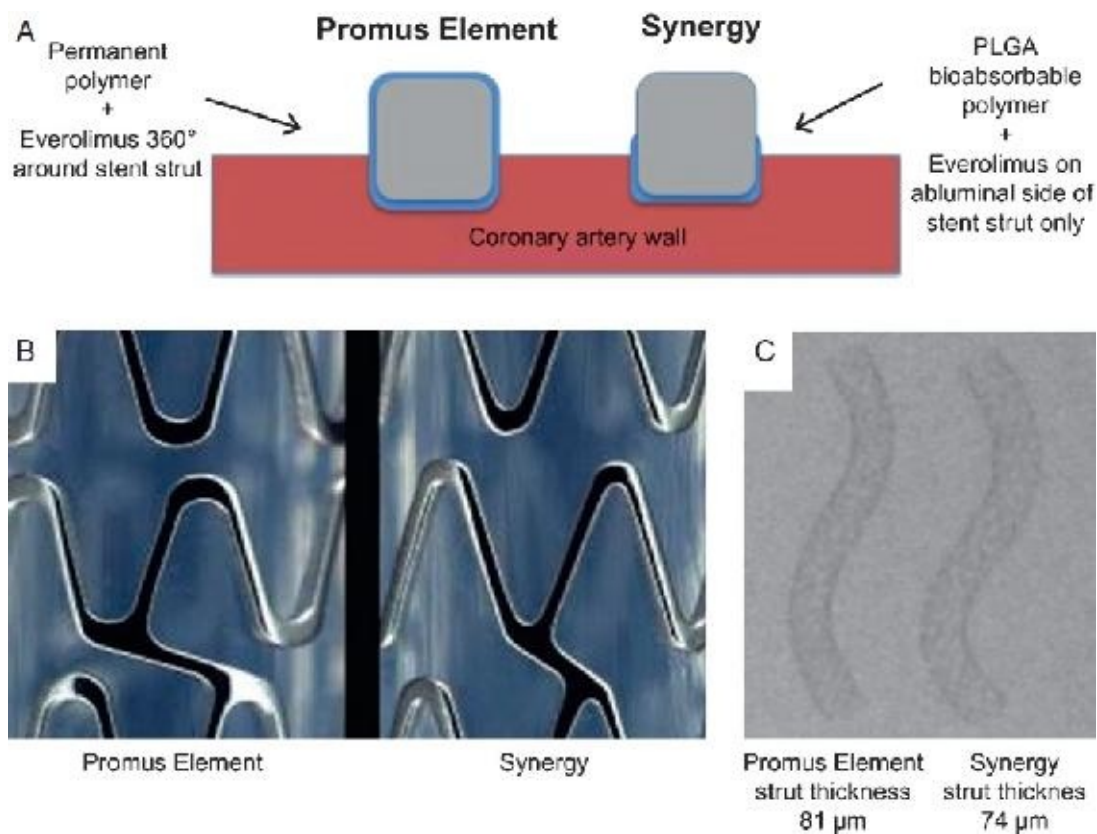 A
Permanent
polymer
+
Everolimus 360°
around stent strut
Promus Element
Synergy
PLGA
bioabsorbable
polymer
+
Everolimus on
abluminal side of
stent strut only
Coronary artery wall
B
Promus Element
Synergy
C
Promus Element
strut thickness
81 µm
Synergy
strut thicknes
74 µm